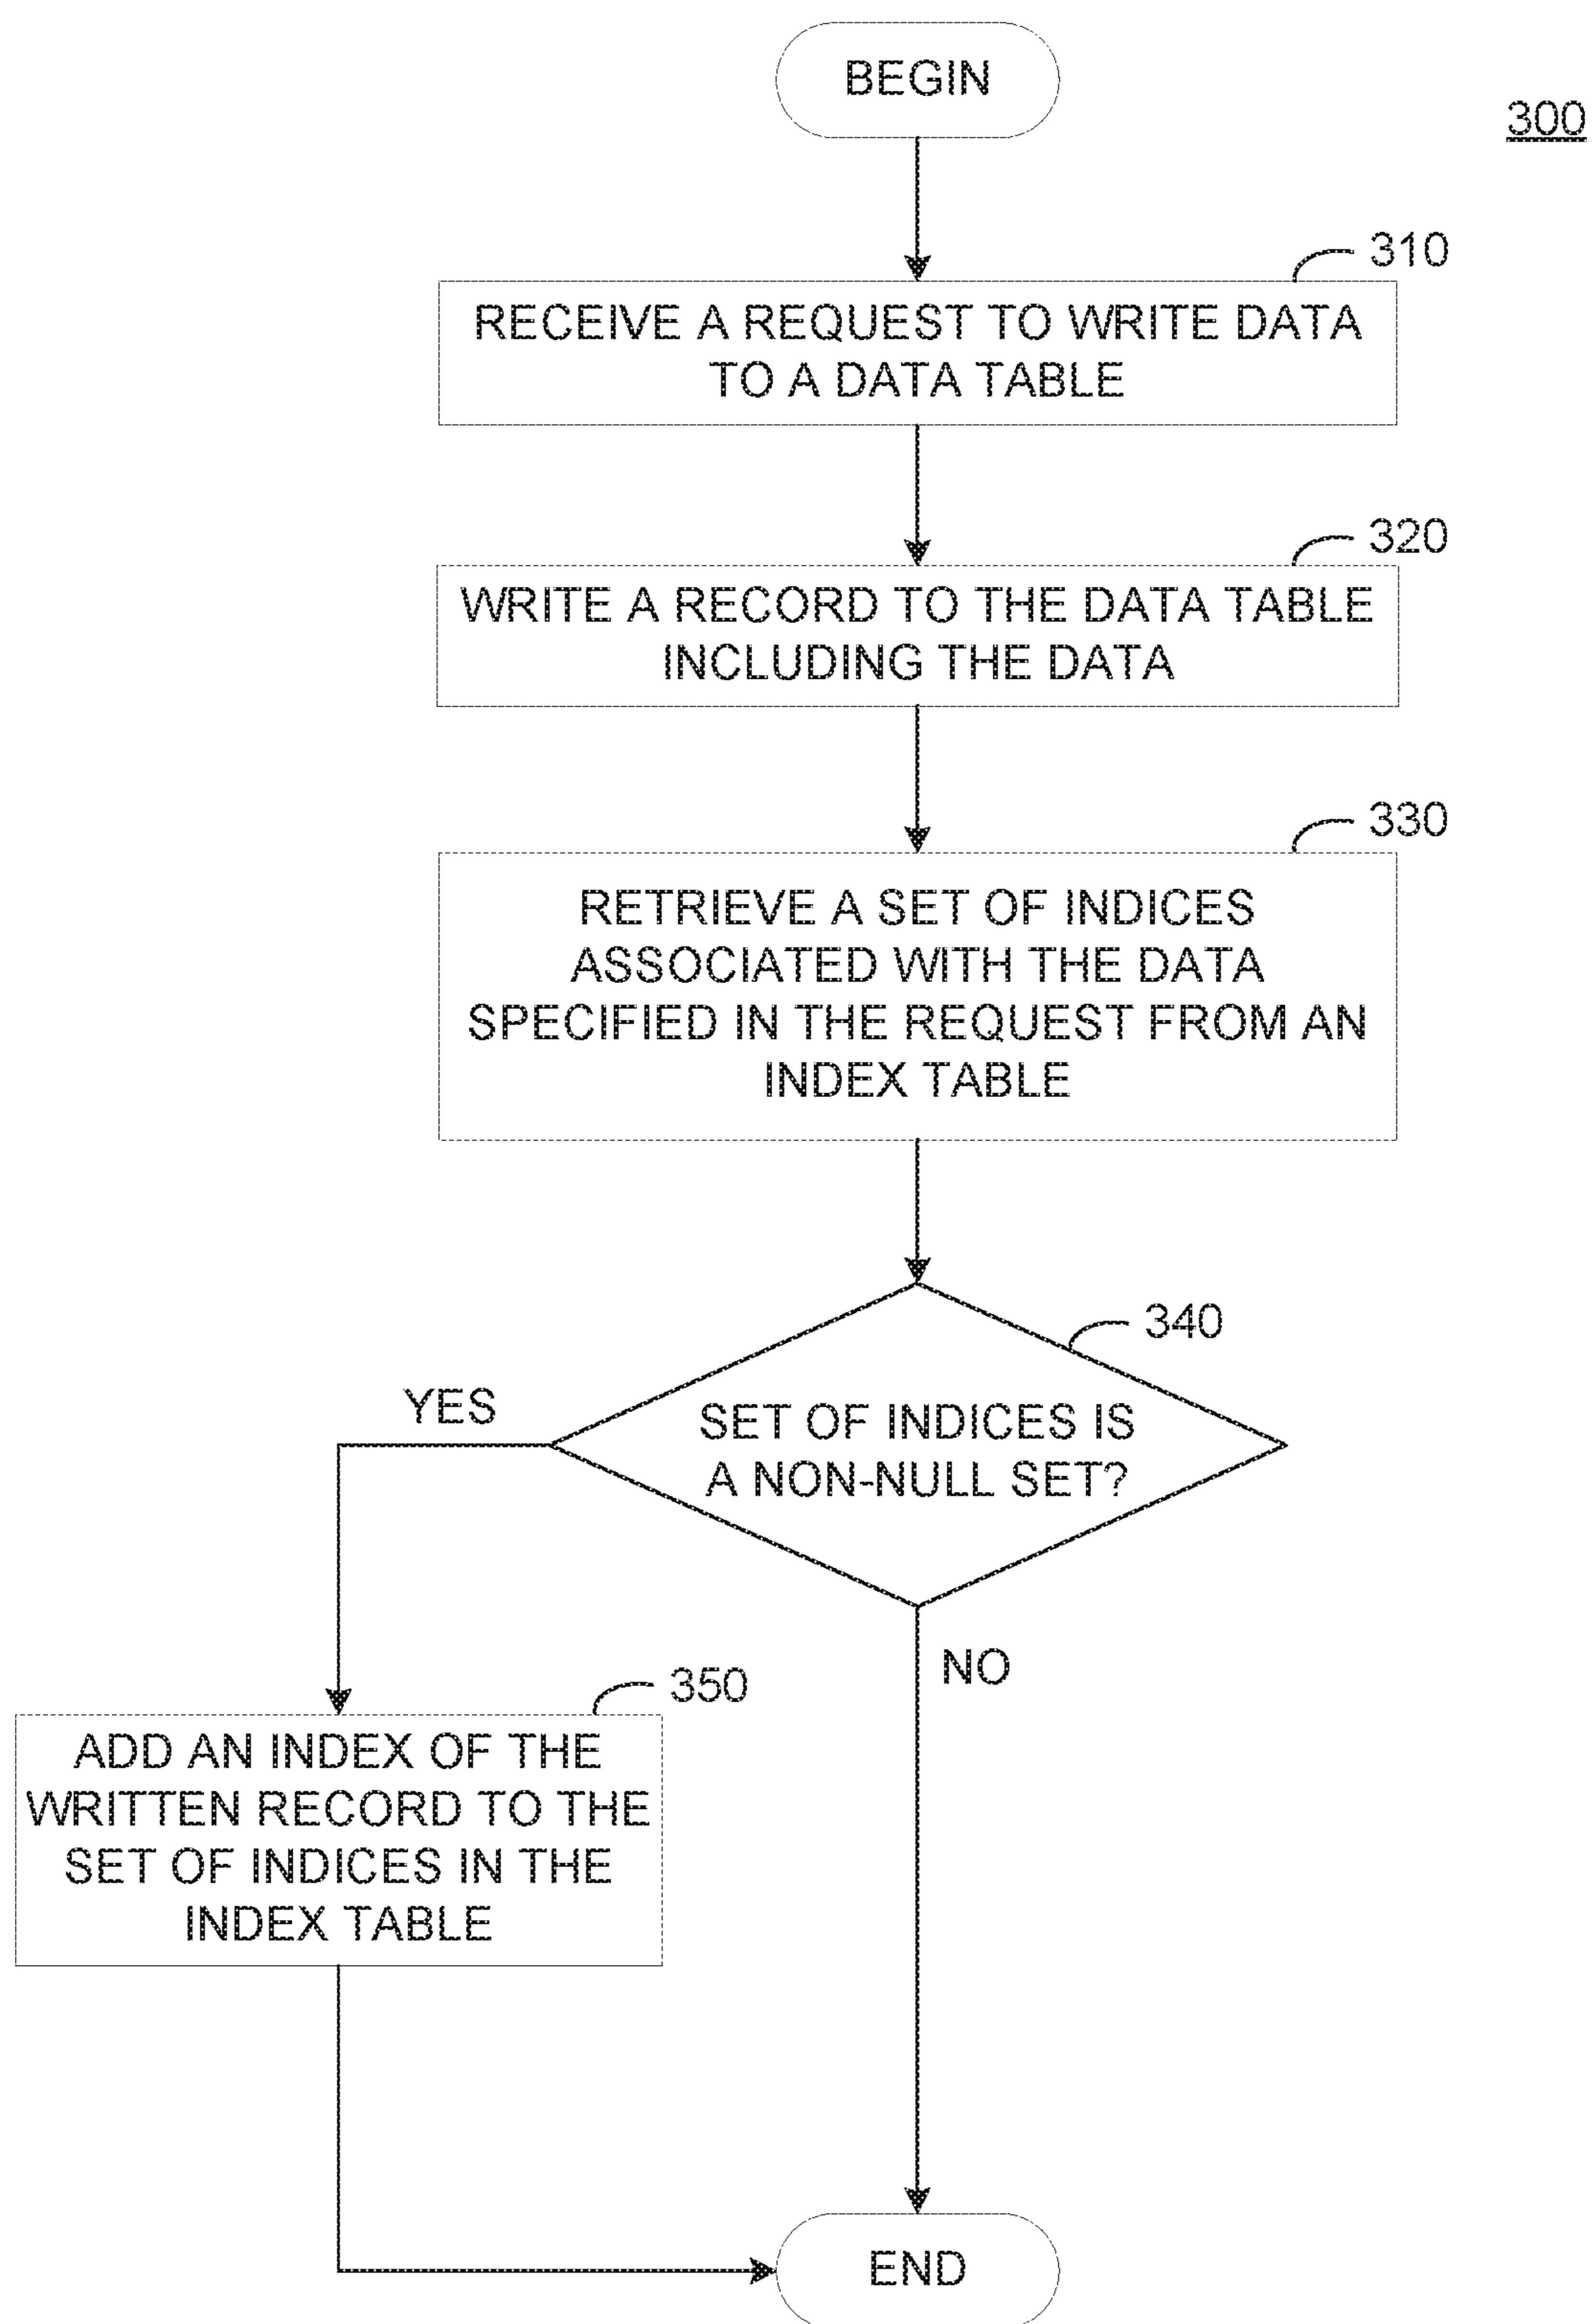 BEGIN
300
310
RECEIVE A REQUEST TO WRITE DATA
TO A DATA TABLE
320
WRITE A RECORD TO THE DATA TABLE
INCLUDING THE DATA
330
RETRIEVE A SET OF INDICES
ASSOCIATED WITH THE DATA
SPECIFIED IN THE REQUEST FROM AN
INDEX TABLE
340
YES
SET OF INDICES IS
A NON-NULL SET?
NO
350
ADD AN INDEX OF THE
WRITTEN RECORD TO THE
SET OF INDICES IN THE
INDEX TABLE
END